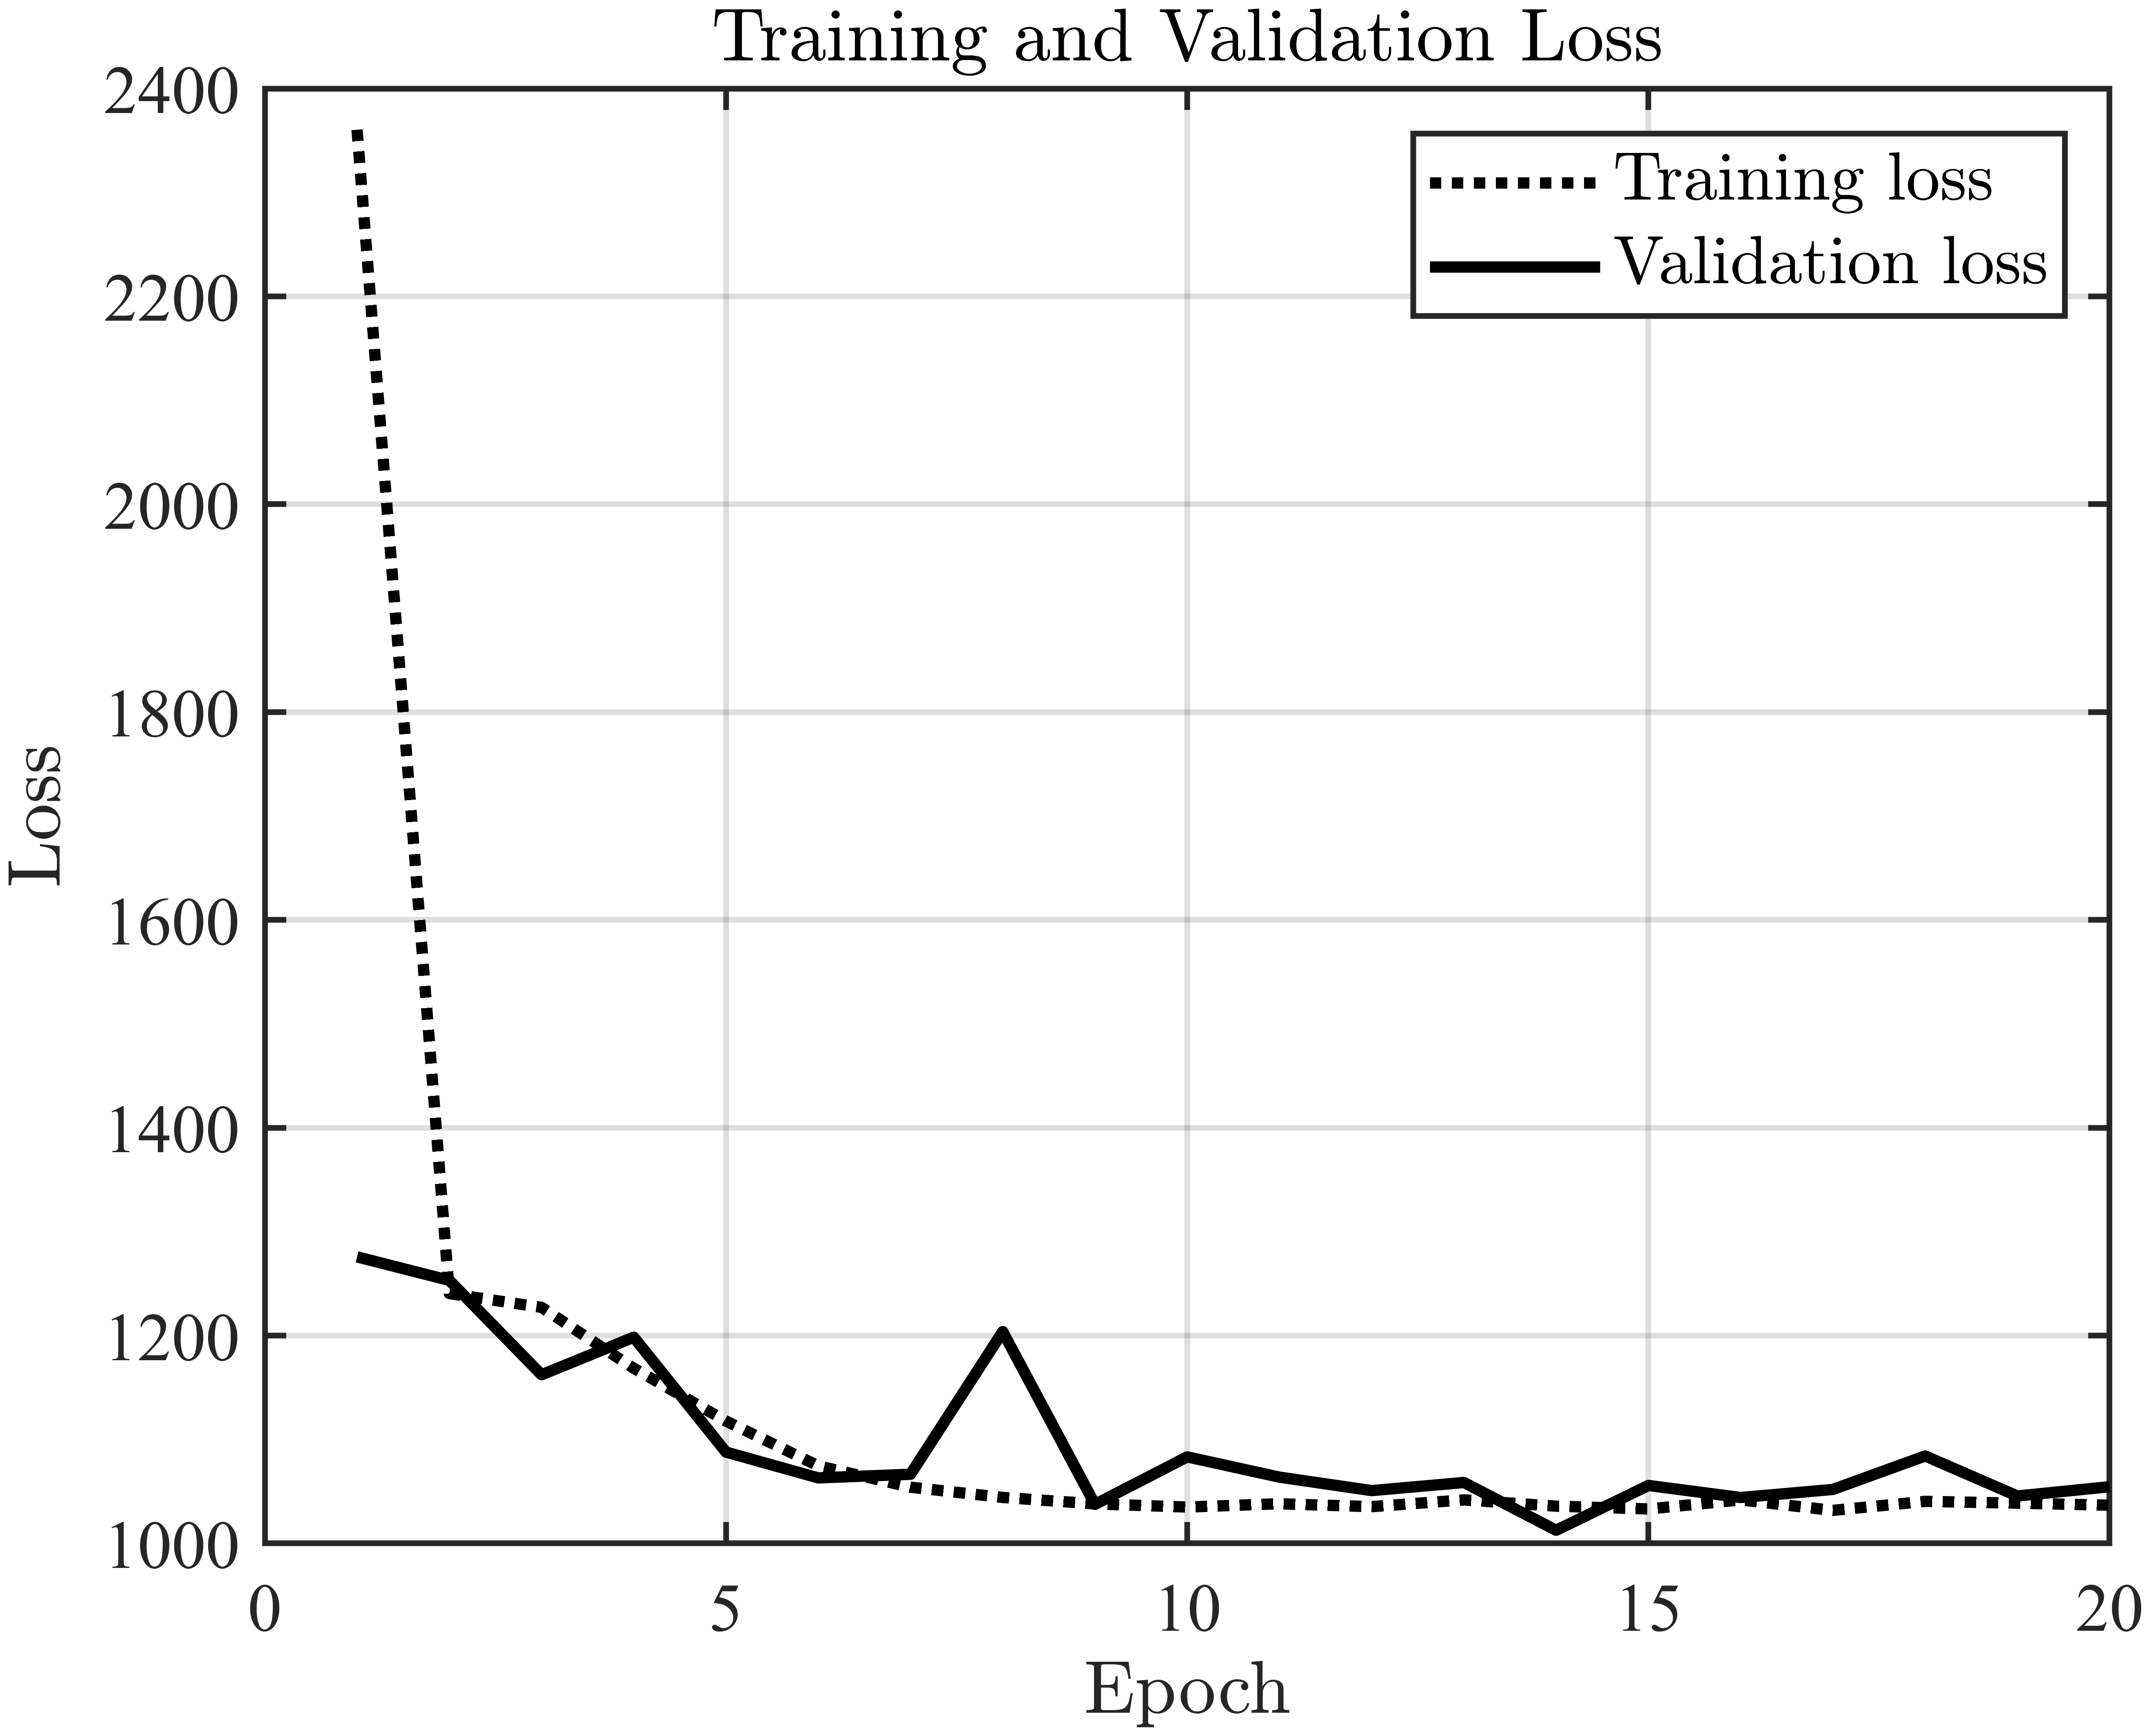 Training and Validation Loss
2400
2200
2000
1800
1600
1400
1200
1000
Loss
Training loss
Validation loss
0 5 10 15 20
Epoch